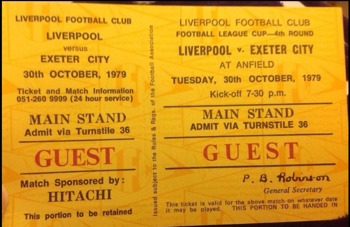 LIVERPOOL FOOTBALL CLUB
LIVERPOOL
versus
EXETER CITY
30th OCTOBER, 1979
Ticket and Match Information
051-260 9999 (24 hour service)
MAIN STAND
Admit via Turnstile 36
GUEST
Match Sponsored by:
HITACHI
This portion to be retained
Issued subject to the Rules & Regs. of the Football Association
LIVERPOOL FOOTBALL CLUB
FOOTBALL LEAGUE CUP—4th ROUND
LIVERPOOL v. EXETER CITY
AT ANFIELD
TUESDAY, 30th OCTOBER, 1979
Kick-off 7-30 p.m.
MAIN STAND
ADMIT VIA TURNSTILE 36
GUEST
P. B. Robinson
General Secretary
This ticket is valid for the above match on whatever date
it may be played. THIS PORTION TO BE HANDED IN